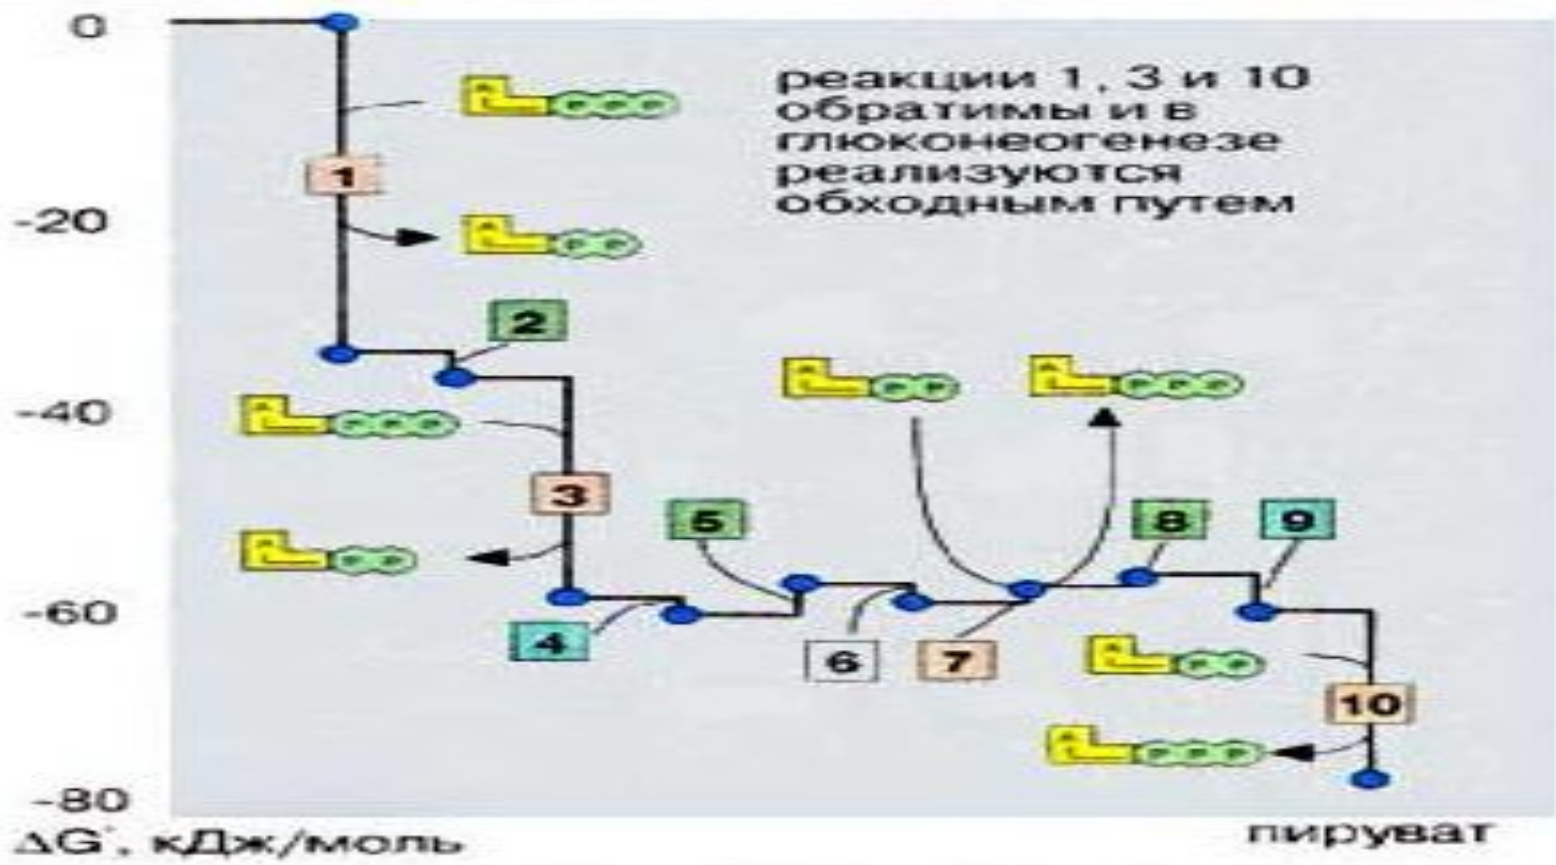 0
реакции 1, 3 и 10
обратимы и в
глюконеогенезе
реализуются
обходным путем
1
-20
2
-40
3
5
8
9
-60
4
6
7
10
-80
ΔG°, кДж/моль
пируват